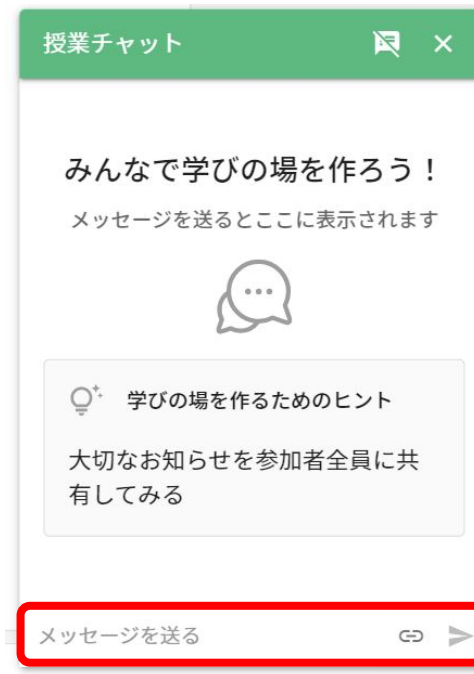 授業チャット
みんなで学びの場を作ろう！
メッセージを送るとここに表示されます
学びの場を作るためのヒント
大切なお知らせを参加者全員に共
有してみる
メッセージを送る